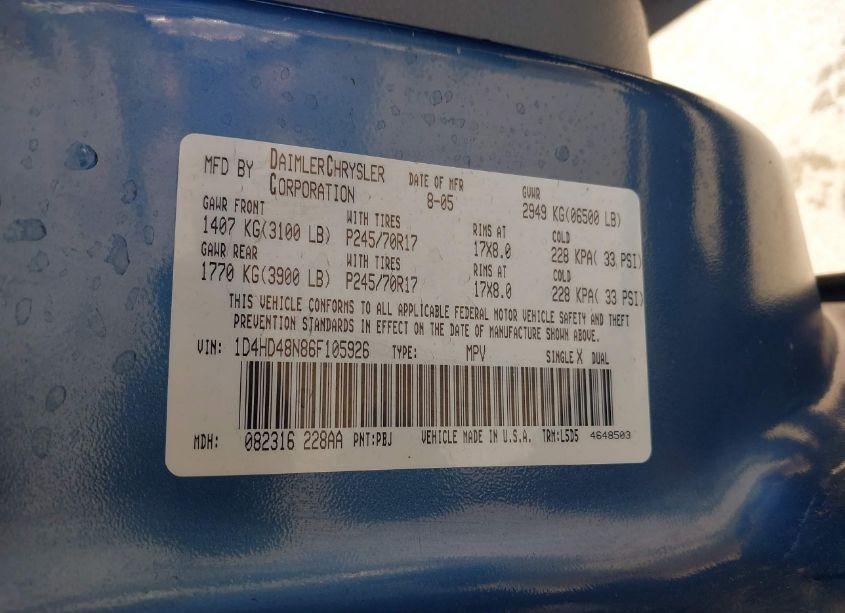 MFD BY DAIMLERCHRYSLER CORPORATION DATE OF MFR 8-05 GVWR 2949 KG(06500 LB)
GAWR FRONT WITH TIRES RIMS AT COLD
1407 KG(3100 LB) P245/70R17 17X8.0 228 KPA( 33 PSI)
GAWR REAR WITH TIRES RIMS AT COLD
1770 KG(3900 LB) P245/70R17 17X8.0 228 KPA( 33 PSI)
THIS VEHICLE CONFORMS TO ALL APPLICABLE FEDERAL MOTOR VEHICLE SAFETY AND THEFT
PREVENTION STANDARDS IN EFFECT ON THE DATE OF MANUFACTURE SHOWN ABOVE.
VIN: 1D4HD48N86F105926 TYPE: MPV SINGLE X DUAL
MDH: 082316 228AA PNT:PBJ VEHICLE MADE IN U.S.A. TRM:L5D5 4648503